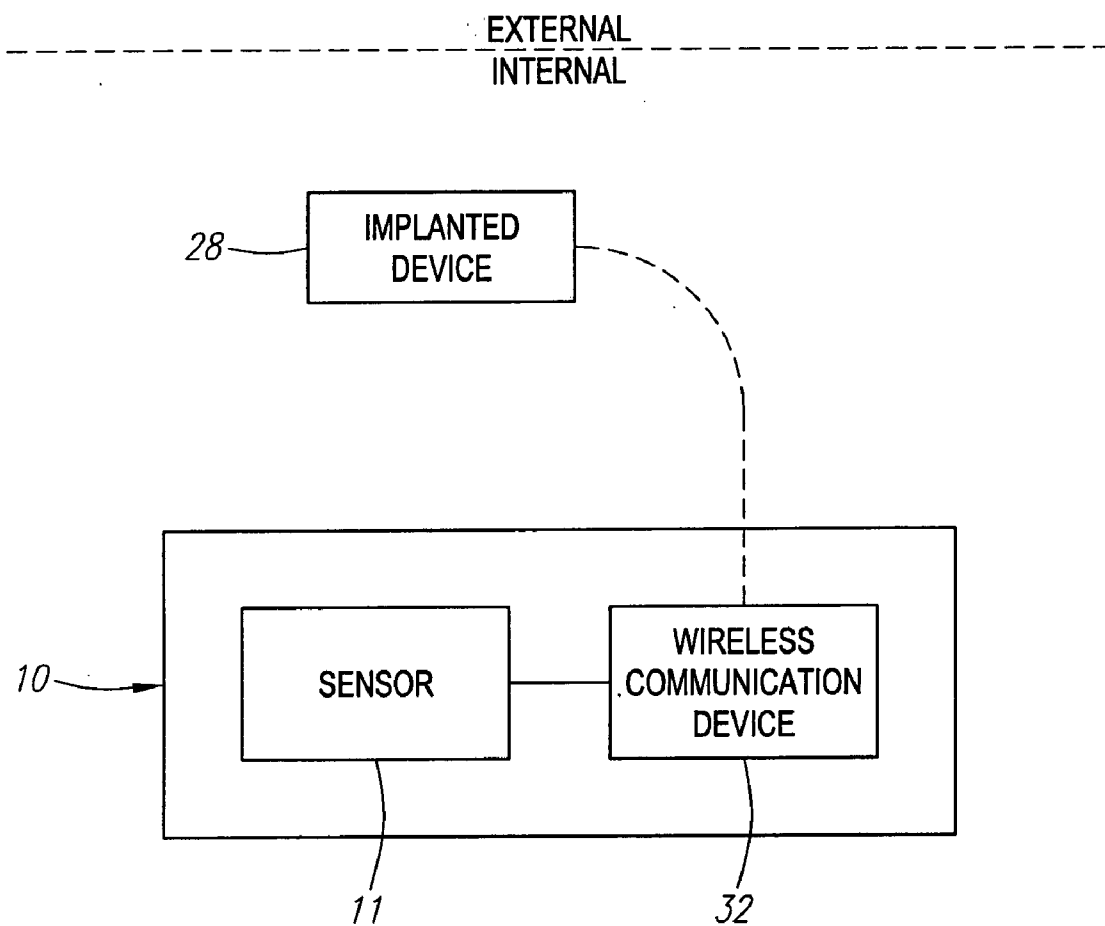 EXTERNAL
INTERNAL
IMPLANTED
DEVICE
28
SENSOR
WIRELESS
COMMUNICATION
DEVICE
10
11
32